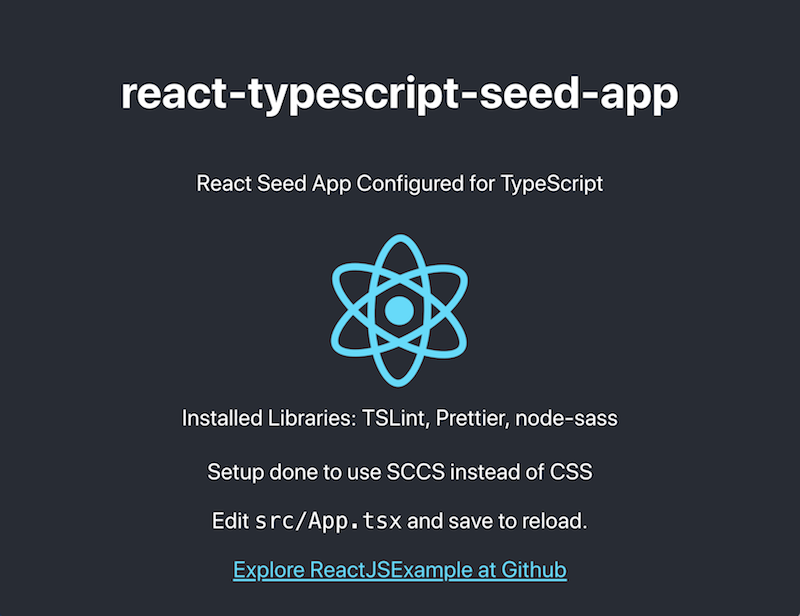 react-typescript-seed-app
React Seed App Configured for TypeScript
Installed Libraries: TSLint, Prettier, node-sass
Setup done to use SCCS instead of CSS
Edit src/App.tsx and save to reload.
Explore ReactJSExample at Github